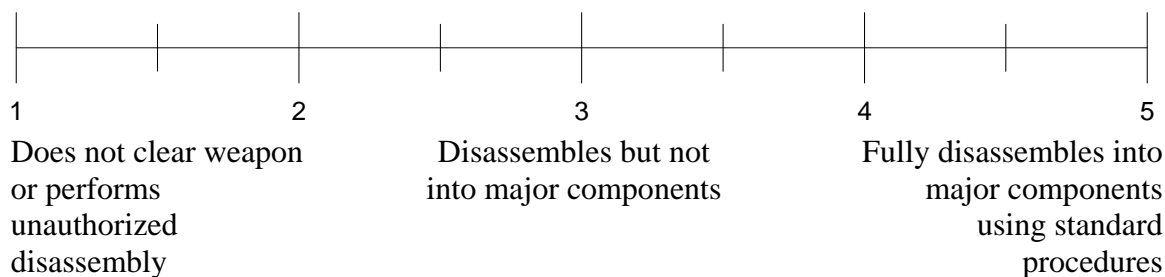 1 2 3 4 5
Does not clear weapon
or performs
unauthorized
disassembly
Disassembles but not
into major components
Fully disassembles into
major components
using standard
procedures